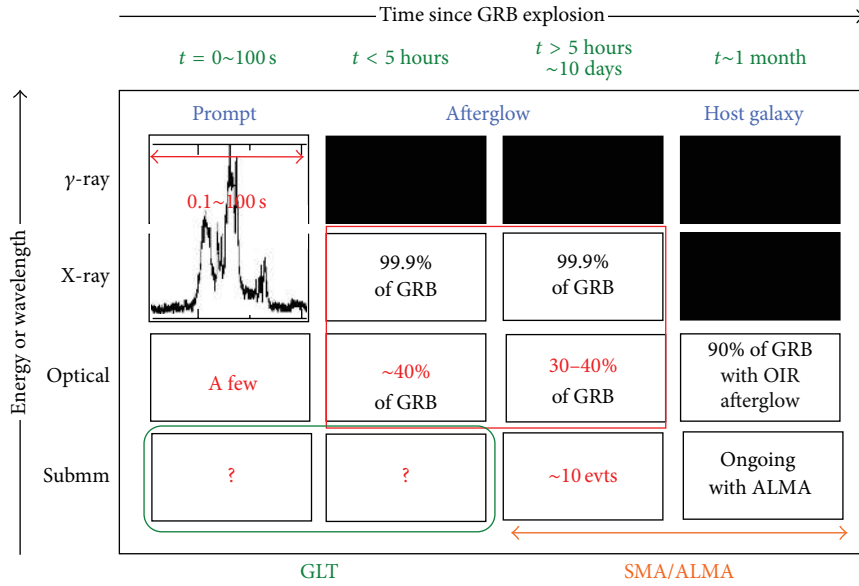 Time since GRB explosion
t = 0~100 s
t < 5 hours
t > 5 hours
~10 days
t~1 month
Energy or wavelength
Prompt
Afterglow
Host galaxy
γ-ray
0.1~100 s
X-ray
99.9%
of GRB
99.9%
of GRB
Optical
A few
~40%
of GRB
30–40%
of GRB
90% of GRB
with OIR
afterglow
Submm
?
?
~10 evts
Ongoing
with ALMA
GLT
SMA/ALMA